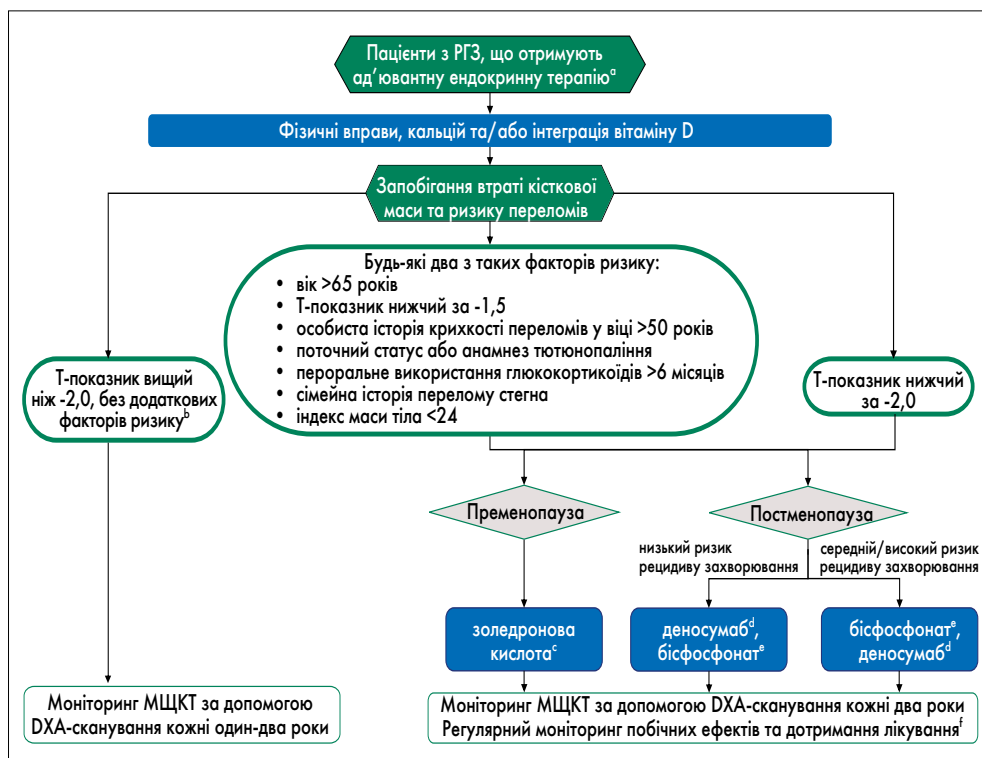 Пацієнти з РГЗ, що отримують
ад’ювантну ендокринну терапіюᵃ
Фізичні вправи, кальцій та/або інтеграція вітаміну D
Запобігання втраті кісткової
маси та ризику переломів
Будь-які два з таких факторів ризику:
• вік >65 років
• Т-показник нижчий за -1,5
• особиста історія крихкості переломів у віці >50 років
• поточний статус або анамнез тютюнопаління
• пероральне використання глюкокортикоїдів >6 місяців
• сімейна історія перелому стегна
• індекс маси тіла <24
Т-показник вищий
ніж -2,0, без додаткових
факторів ризикуᵇ
Т-показник нижчий
за -2,0
Пременопауза
Постменопауза
низький ризик
рецидиву захворювання
середній/високий ризик
рецидиву захворювання
золедронова
кислотаᶜ
деносумабᵈ,
бісфосфонатᵉ
бісфосфонатᵉ,
деносумабᵈ
Моніторинг МЩКТ за допомогою
DXA-сканування кожні один-два роки
Моніторинг МЩКТ за допомогою DXA-сканування кожні два роки
Регулярний моніторинг побічних ефектів та дотримання лікуванняᶠ